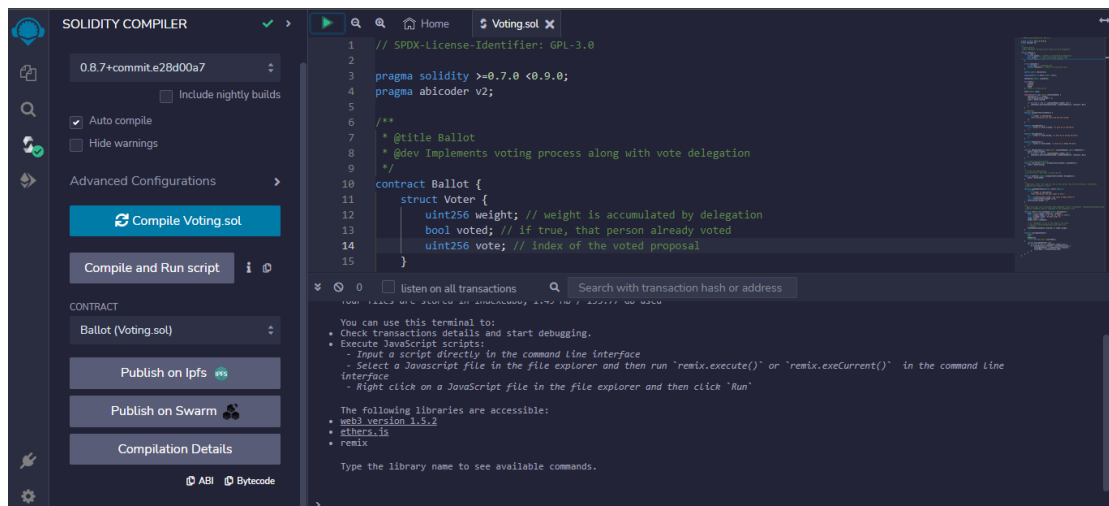 SOLIDITY COMPILER
0.8.7+commit.e28d00a7
Include nightly builds
Auto compile
Hide warnings
Advanced Configurations
Compile Voting.sol
Compile and Run script
CONTRACT
Ballot (Voting.sol)
Publish on Ipfs
IPFS
Publish on Swarm
Compilation Details
ABI Bytecode
Home Voting.sol
1 // SPDX-License-Identifier: GPL-3.0
2
3 pragma solidity >=0.7.0 <0.9.0;
4 pragma abicoder v2;
5
6 /**
7 * @title Ballot
8 * @dev Implements voting process along with vote delegation
9 */
10 contract Ballot {
11 struct Voter {
12 uint256 weight; // weight is accumulated by delegation
13 bool voted; // if true, that person already voted
14 uint256 vote; // index of the voted proposal
15 }
0 listen on all transactions Search with transaction hash or address
You can use this terminal to:
• Check transactions details and start debugging.
• Execute JavaScript scripts:
- Input a script directly in the command line interface
- Select a Javascript file in the file explorer and then run `remix.execute()` or `remix.exeCurrent()` in the command line
interface
- Right click on a JavaScript file in the file explorer and then click `Run`
The following libraries are accessible:
• web3 version 1.5.2
• ethers.js
• remix
Type the library name to see available commands.
>